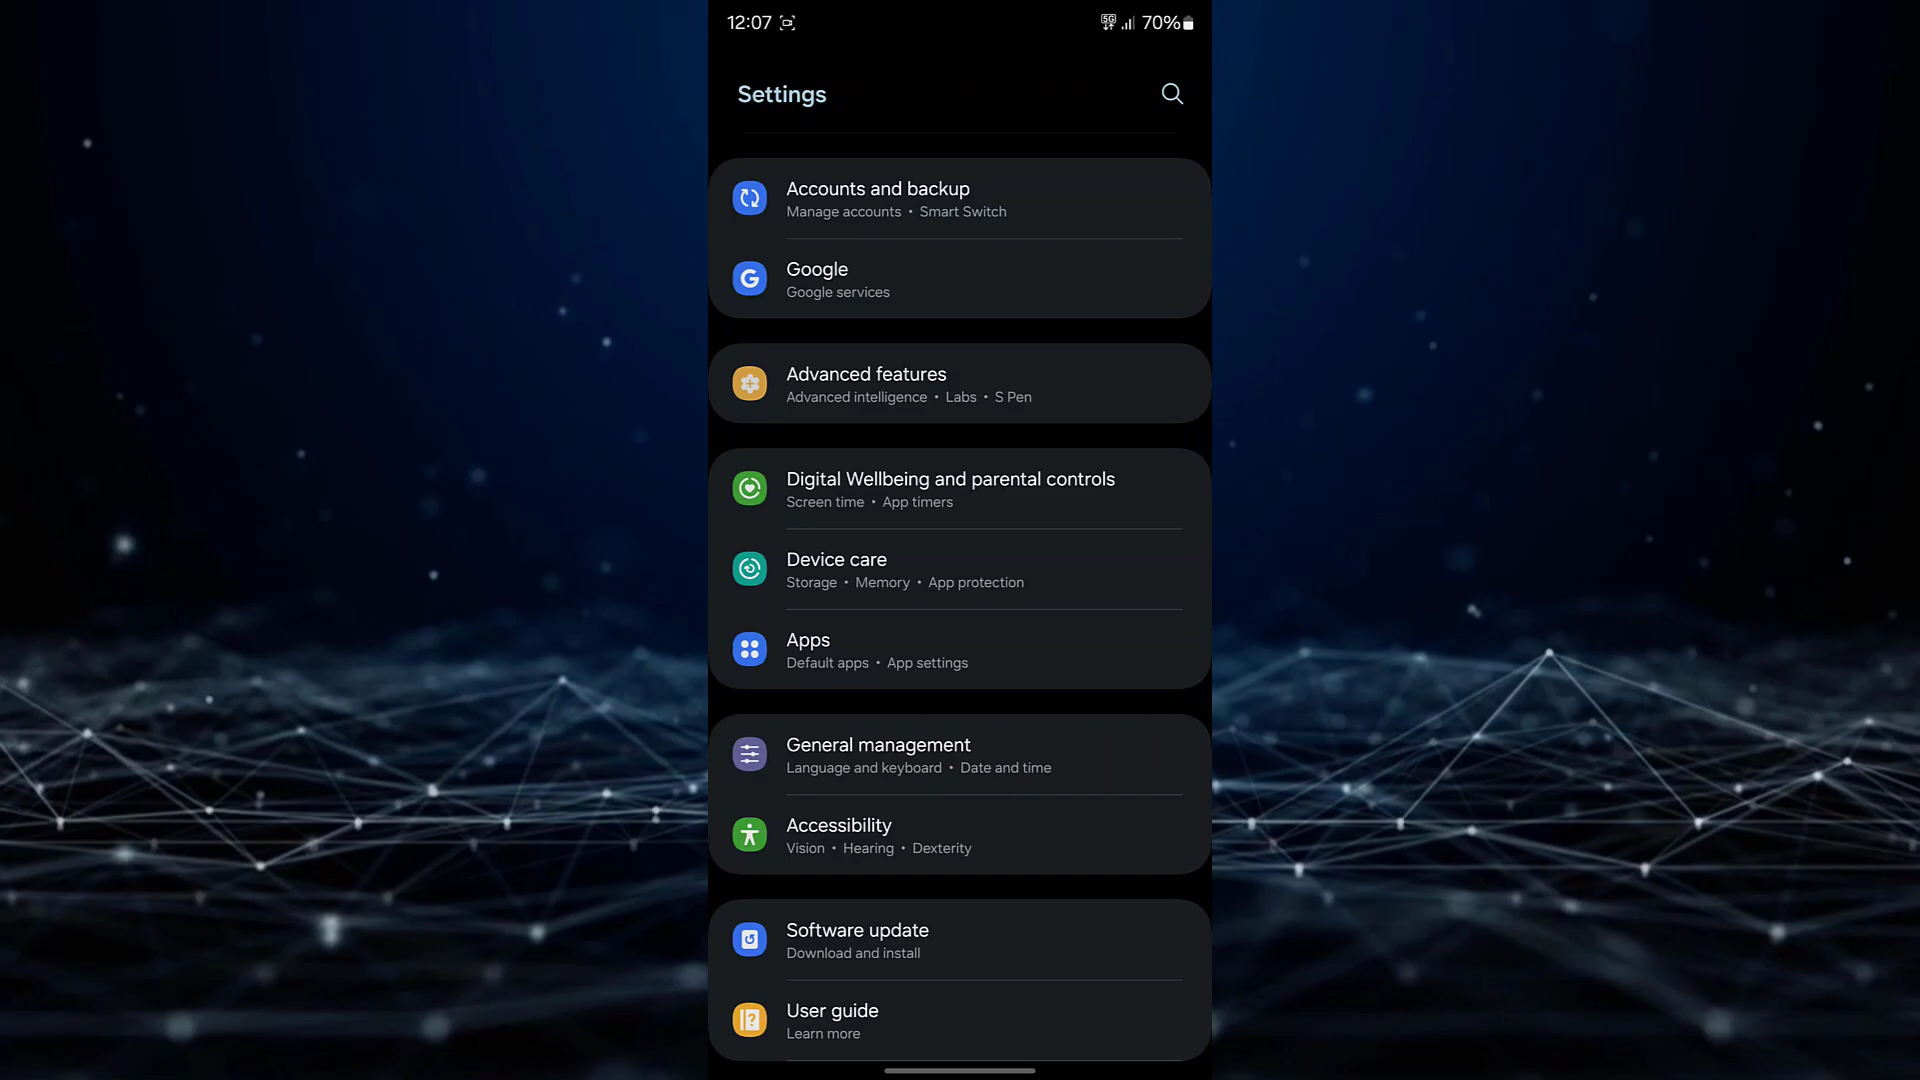 12:07 5G 70%
Settings
Accounts and backup
Manage accounts • Smart Switch
Google
Google services
Advanced features
Advanced intelligence • Labs • S Pen
Digital Wellbeing and parental controls
Screen time • App timers
Device care
Storage • Memory • App protection
Apps
Default apps • App settings
General management
Language and keyboard • Date and time
Accessibility
Vision • Hearing • Dexterity
Software update
Download and install
User guide
Learn more